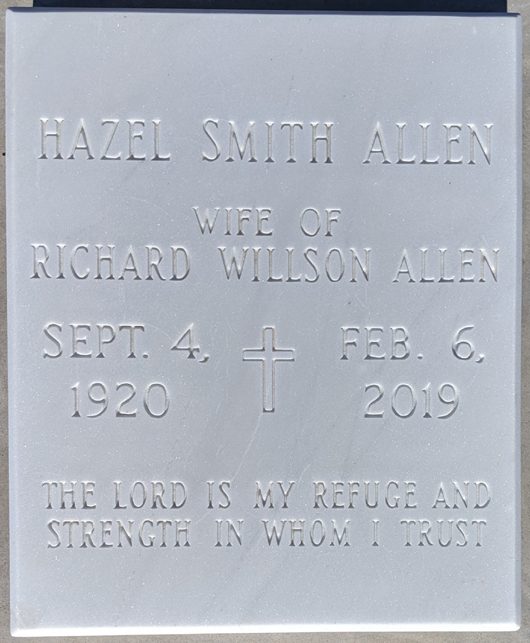 HAZEL SMITH ALLEN
WIFE OF
RICHARD WILLSON ALLEN
SEPT. 4, FEB. 6,
1920 2019
THE LORD IS MY REFUGE AND
STRENGTH IN WHOM I TRUST